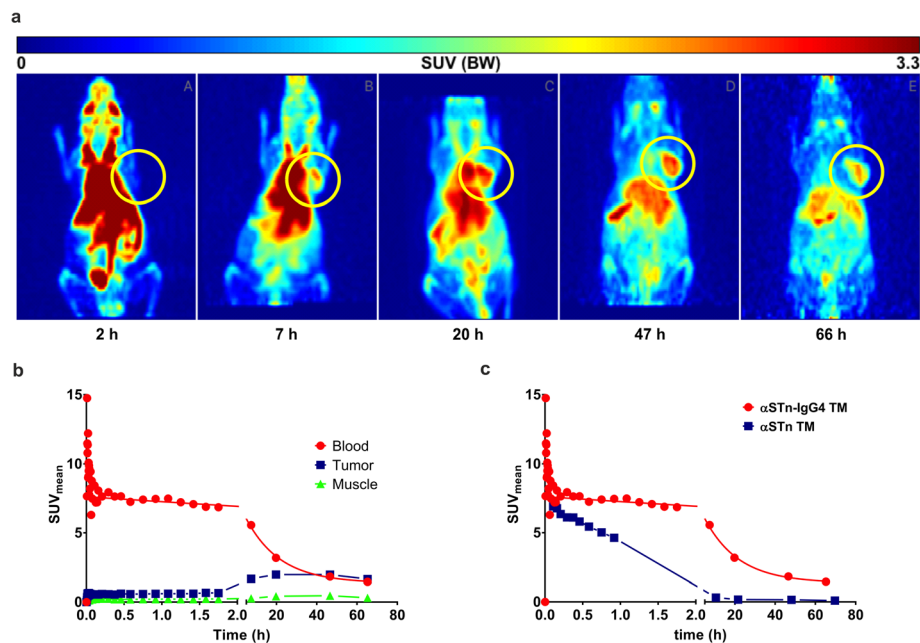 a
0 SUV (BW) 3.3
A B C D E
2 h 7 h 20 h 47 h 66 h
b
15
10
5
0
SUVmean
Blood
Tumor
Muscle
0.0 0.5 1.0 1.5 2.0 20 40 60 80
Time (h)
c
15
10
5
0
SUVmean
αSTn-IgG4 TM
αSTn TM
0.0 0.5 1.0 1.5 2.0 20 40 60 80
time (h)